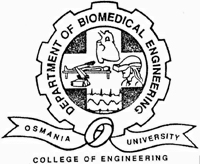 DEPARTMENT OF BIOMEDICAL ENGINEERING
OSMANIA UNIVERSITY
COLLEGE OF ENGINEERING